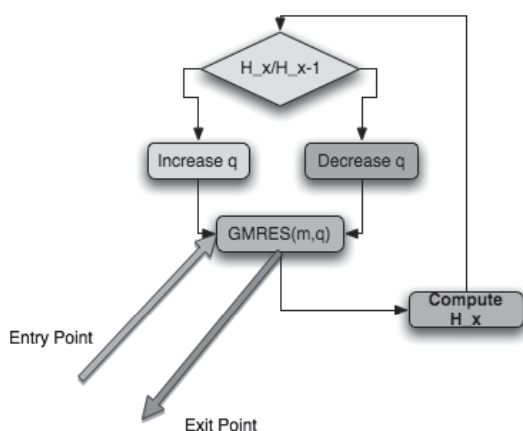 H_x/H_x-1
Increase q
Decrease q
GMRES(m,q)
Compute
H_x
Entry Point
Exit Point